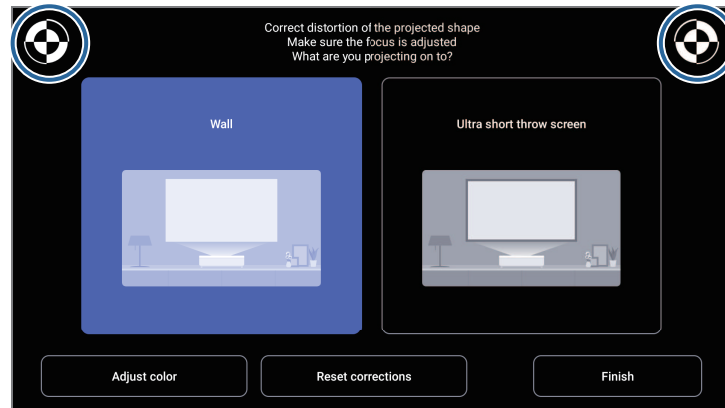 Correct distortion of the projected shape
Make sure the focus is adjusted
What are you projecting on to?
Wall
Ultra short throw screen
Adjust color
Reset corrections
Finish